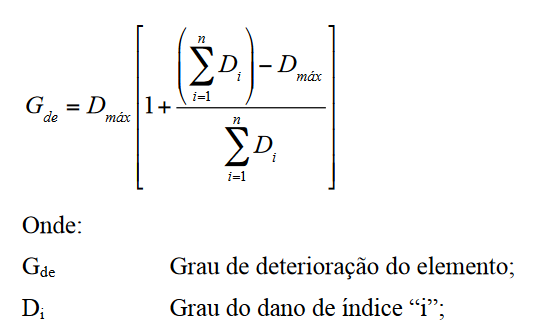 G_de = D_máx [ 1 + ( ( ∑_{i=1}^{n} D_i ) − D_máx ) / ( ∑_{i=1}^{n} D_i ) ]
Onde:
G_de Grau de deterioração do elemento;
D_i Grau do dano de índice “i”;